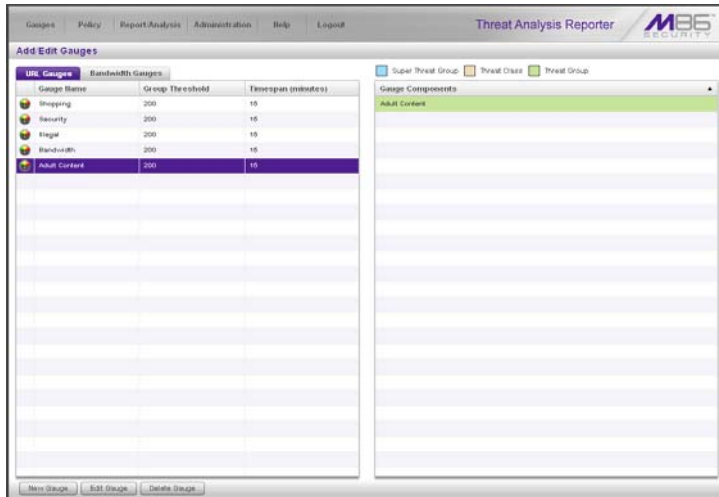 Gauges Policy Report/Analysis Administration Help Logout
Threat Analysis Reporter
M86 SECURITY
Add/Edit Gauges
URL Gauges Bandwidth Gauges
Gauge Name Group Threshold Timespan (minutes)
Shopping 200 15
Security 200 15
Illegal 200 15
Bandwidth 200 15
Adult Content 200 15
Super Threat Group Threat Class Threat Group
Gauge Components
Adult Content
New Gauge Edit Gauge Delete Gauge